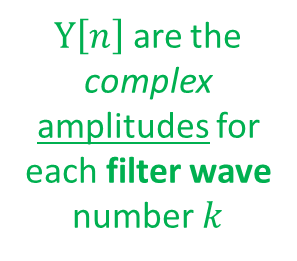 Y[n] are the
complex
amplitudes for
each filter wave
number k